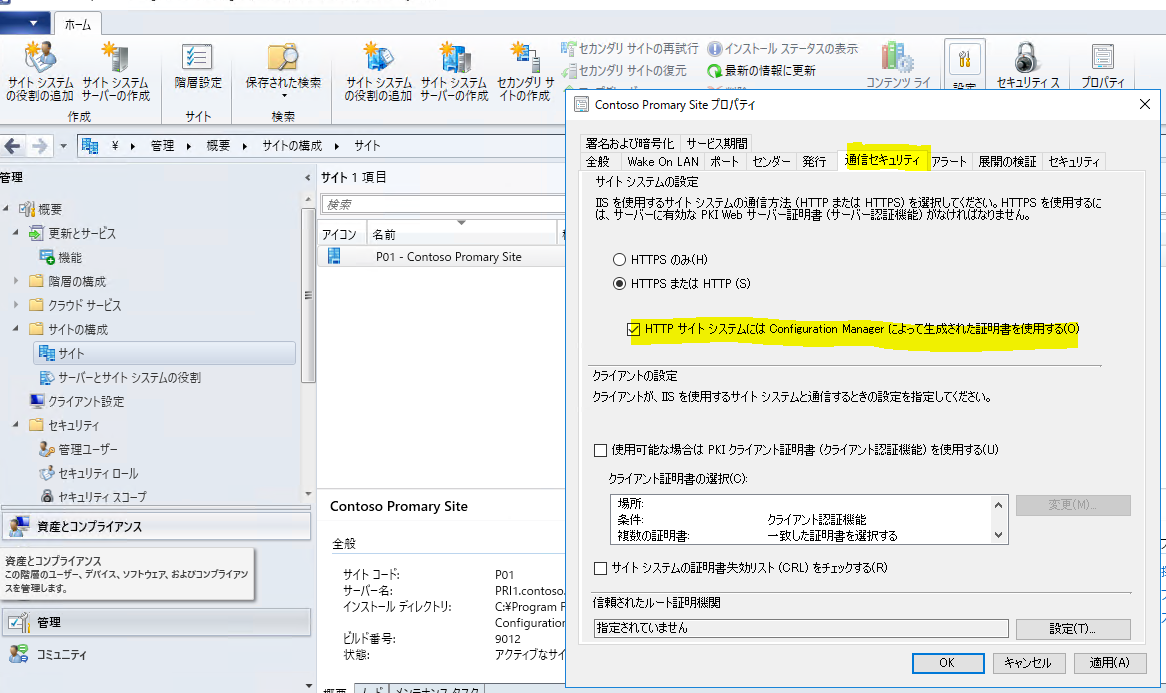 ホーム
サイト システムの役割の追加
サイト システム サーバーの作成
階層設定
保存された検索
サイト システムの役割の追加
サイト システム サーバーの作成
セカンダリ サイトの作成
セカンダリ サイトの再試行
セカンダリ サイトの復元
インストール ステータスの表示
最新の情報に更新
コンテンツ ライ
設定
セキュリティ ス
プロパティ
作成
サイト
検索
¥ ▸ 管理 ▸ 概要 ▸ サイトの構成 ▸ サイト
管理
概要
更新とサービス
機能
階層の構成
クラウド サービス
サイトの構成
サイト
サーバーとサイト システムの役割
クライアント設定
セキュリティ
管理ユーザー
セキュリティ ロール
セキュリティ スコープ
資産とコンプライアンス
資産とコンプライアンス
この階層のユーザー、デバイス、ソフトウェア、およびコンプライアン
スを管理します。
管理
コミュニティ
サイト 1 項目
検索
アイコン 名前
P01 - Contoso Promary Site
Contoso Promary Site
全般
サイト コード: P01
サーバー名: PRI1.contoso.
インストール ディレクトリ: C:¥Program F
Configuration
ビルド番号: 9012
状態: アクティブなサイ
概要
メンテナンス タスク
Contoso Promary Site プロパティ
署名および暗号化 サービス期間
全般 Wake On LAN ポート センダー 発行 通信セキュリティ アラート 展開の検証 セキュリティ
サイト システムの設定
IIS を使用するサイト システムの通信方法 (HTTP または HTTPS) を選択してください。HTTPS を使用するに
は、サーバーに有効な PKI Web サーバー証明書 (サーバー認証機能) がなければなりません。
HTTPS のみ(H)
HTTPS または HTTP (S)
HTTP サイト システムには Configuration Manager によって生成された証明書を使用する(O)
クライアントの設定
クライアントが、IIS を使用するサイト システムと通信するときの設定を指定してください。
使用可能な場合は PKI クライアント証明書 (クライアント認証機能) を使用する(U)
クライアント証明書の選択(C):
場所:
条件: クライアント認証機能
複数の証明書: 一致した証明書を選択する
変更(M)...
サイト システムの証明書失効リスト (CRL) をチェックする(R)
信頼されたルート証明機関
指定されていません
設定(T)...
OK キャンセル 適用(A)